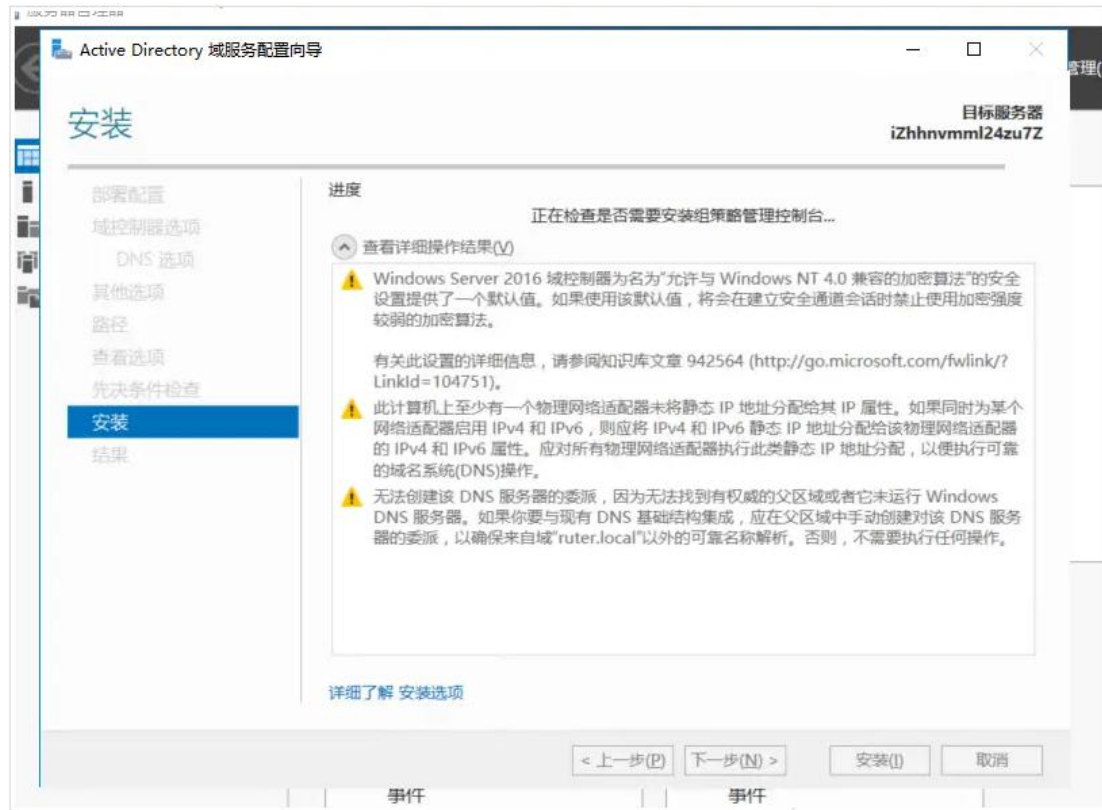 服务器管理器
Active Directory 域服务配置向导
管理(
安装
目标服务器
iZhhnvmml24zu7Z
部署配置
域控制器选项
DNS 选项
其他选项
路径
查看选项
先决条件检查
安装
结果
进度
正在检查是否需要安装组策略管理控制台...
查看详细操作结果(V)
Windows Server 2016 域控制器为名为“允许与 Windows NT 4.0 兼容的加密算法”的安全
设置提供了一个默认值。如果使用该默认值，将会在建立安全通道会话时禁止使用加密强度
较弱的加密算法。
有关此设置的详细信息，请参阅知识库文章 942564 (http://go.microsoft.com/fwlink/?
LinkId=104751)。
此计算机上至少有一个物理网络适配器未将静态 IP 地址分配给其 IP 属性。如果同时为某个
网络适配器启用 IPv4 和 IPv6，则应将 IPv4 和 IPv6 静态 IP 地址分配给该物理网络适配器
的 IPv4 和 IPv6 属性。应对所有物理网络适配器执行此类静态 IP 地址分配，以便执行可靠
的域名系统(DNS)操作。
无法创建该 DNS 服务器的委派，因为无法找到有权威的父区域或者它未运行 Windows
DNS 服务器。如果你要与现有 DNS 基础结构集成，应在父区域中手动创建对该 DNS 服务
器的委派，以确保来自域“ruter.local”以外的可靠名称解析。否则，不需要执行任何操作。
详细了解 安装选项
< 上一步(P)
下一步(N) >
安装(I)
取消
事件
事件